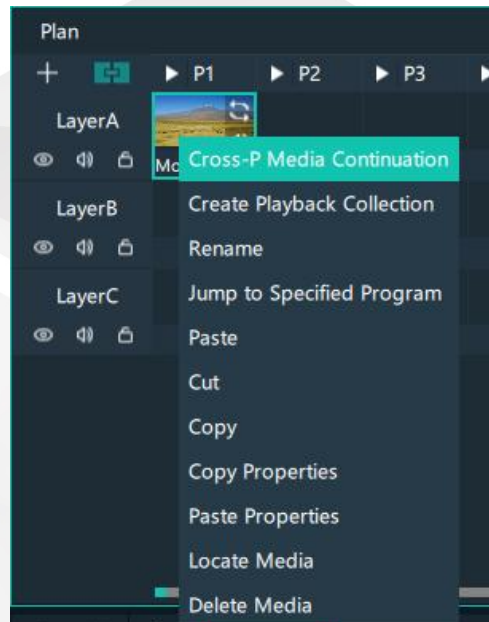 Plan
P1 P2 P3
LayerA
Mo
Cross-P Media Continuation
Create Playback Collection
LayerB
Rename
Jump to Specified Program
LayerC
Paste
Cut
Copy
Copy Properties
Paste Properties
Locate Media
Delete Media